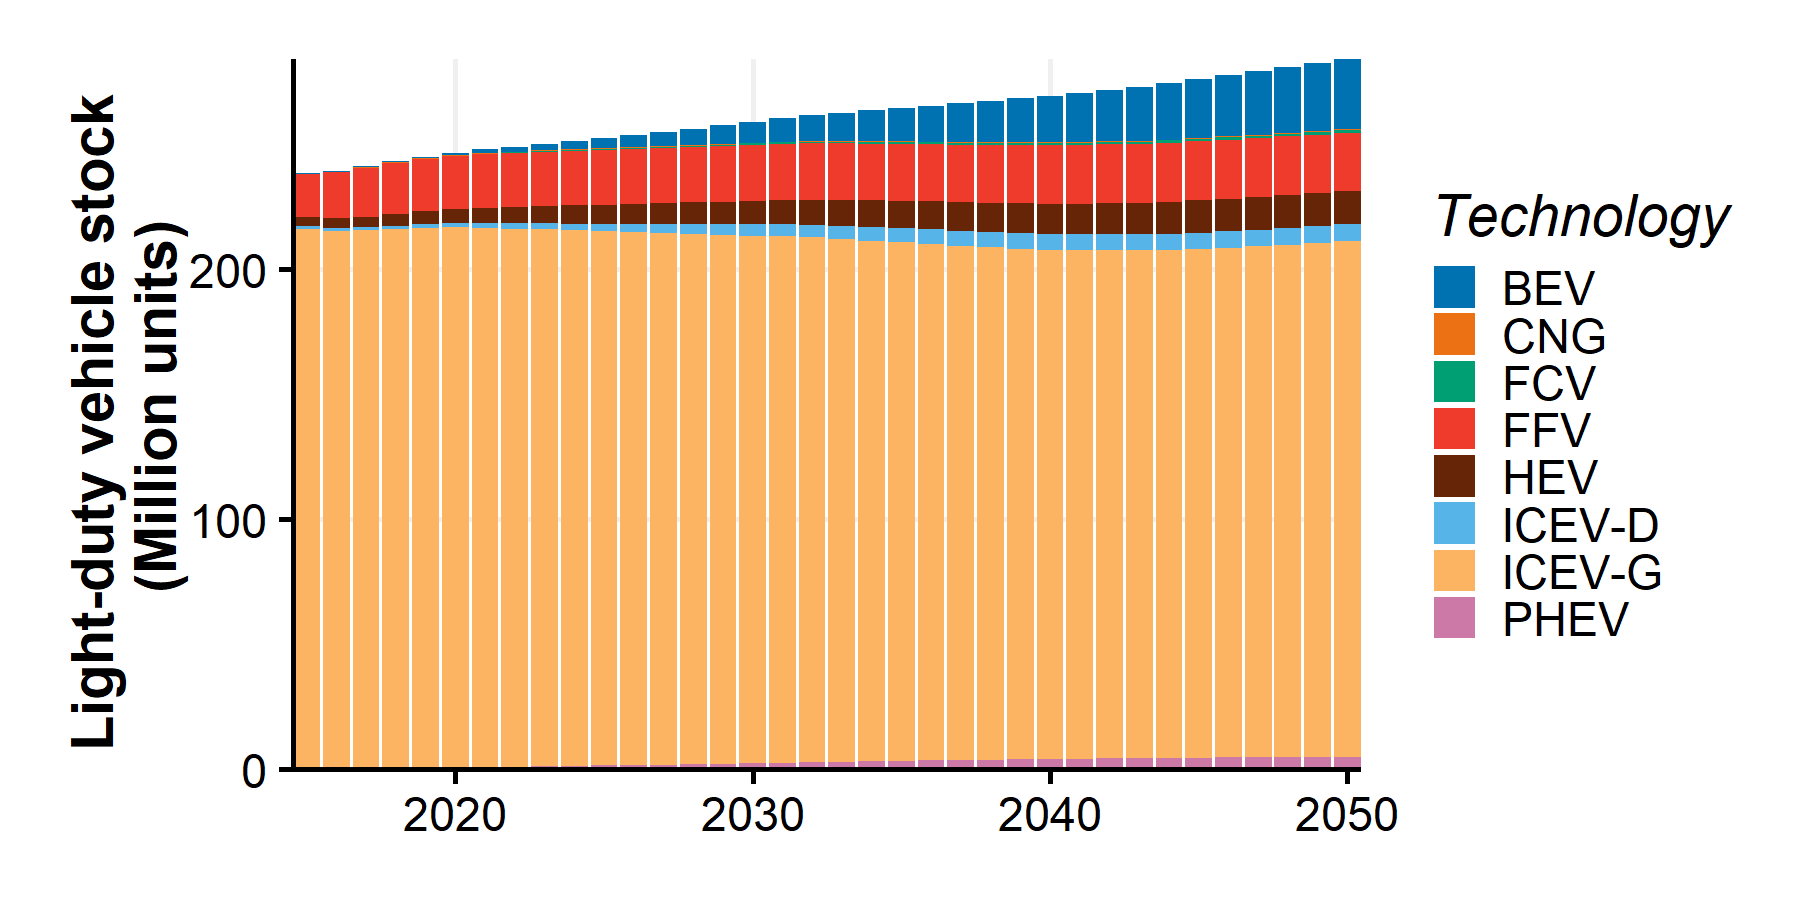 Light-duty vehicle stock
(Million units)
200
100
0
2020
2030
2040
2050
Technology
BEV
CNG
FCV
FFV
HEV
ICEV-D
ICEV-G
PHEV